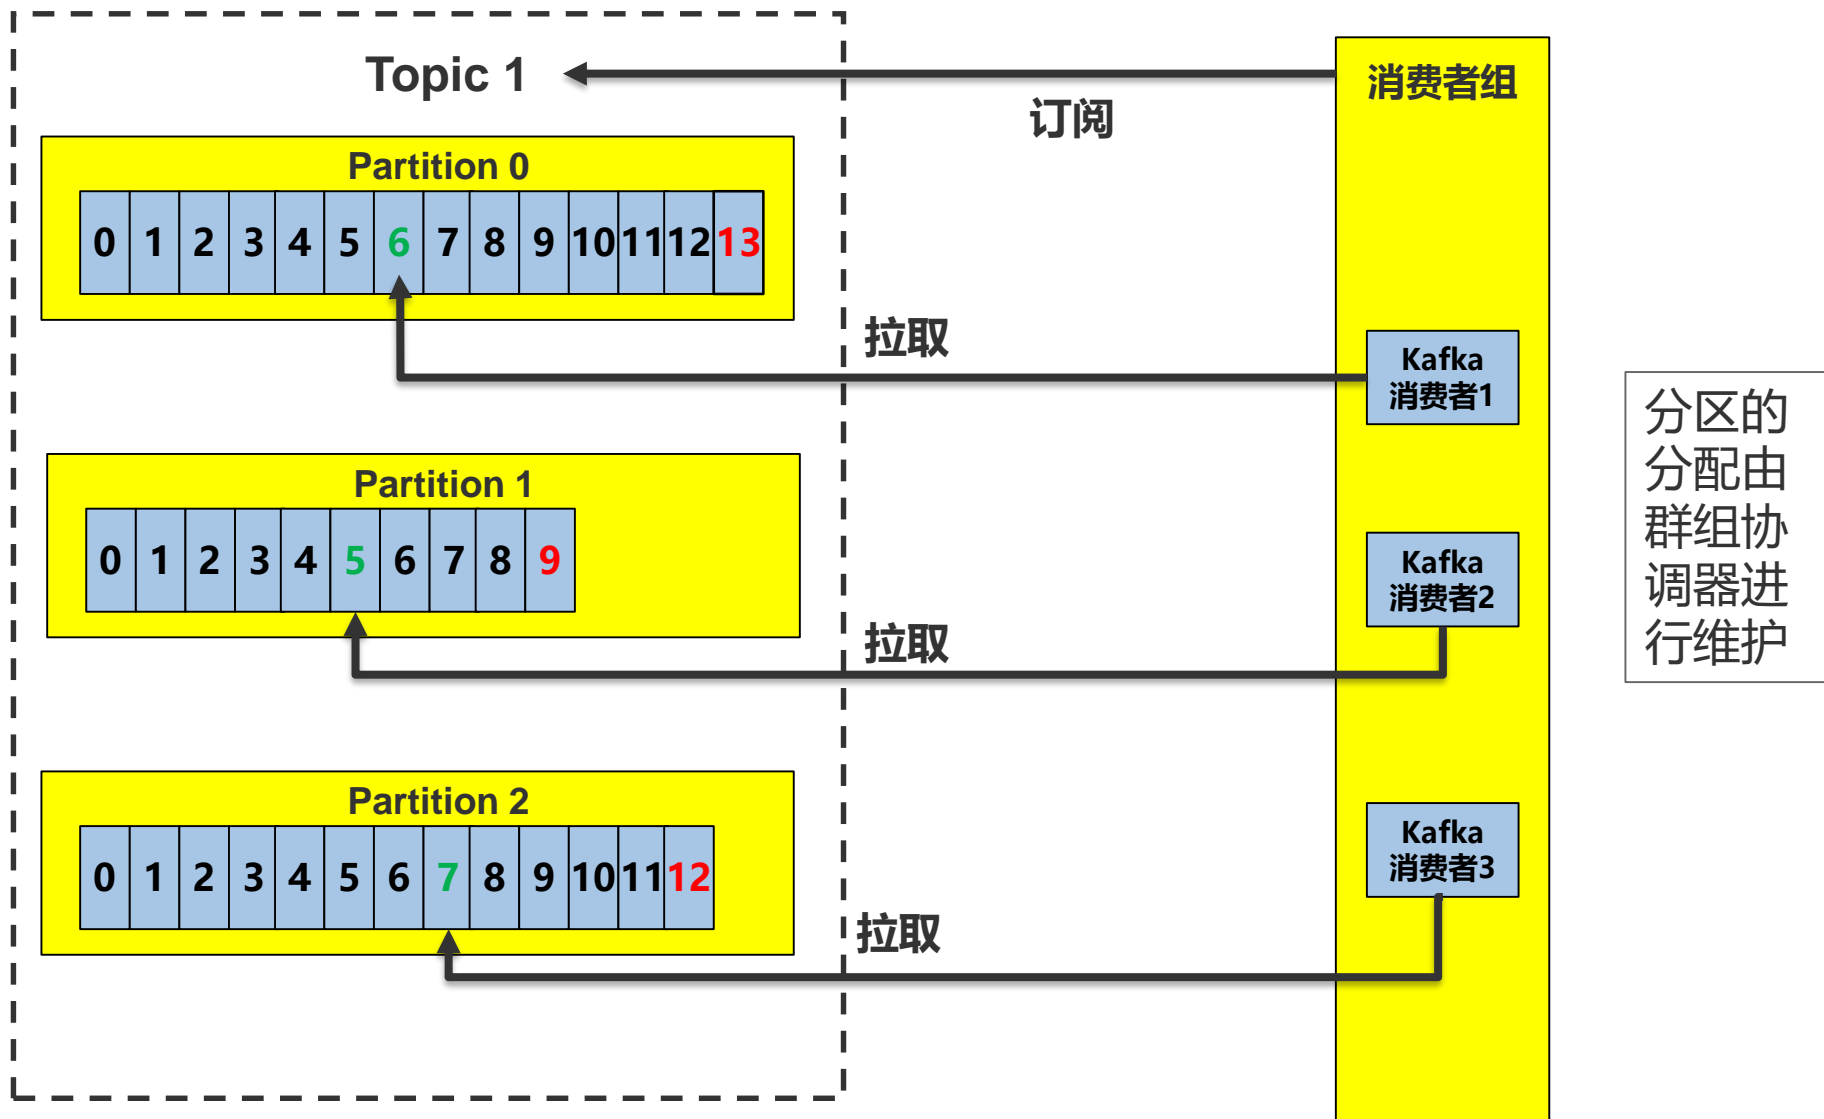 Topic 1
订阅
消费者组
Partition 0
0 1 2 3 4 5 6 7 8 9 10 11 12 13
拉取
Kafka
消费者1
Partition 1
0 1 2 3 4 5 6 7 8 9
拉取
Kafka
消费者2
Partition 2
0 1 2 3 4 5 6 7 8 9 10 11 12
拉取
Kafka
消费者3
分区的
分配由
群组协
调器进
行维护